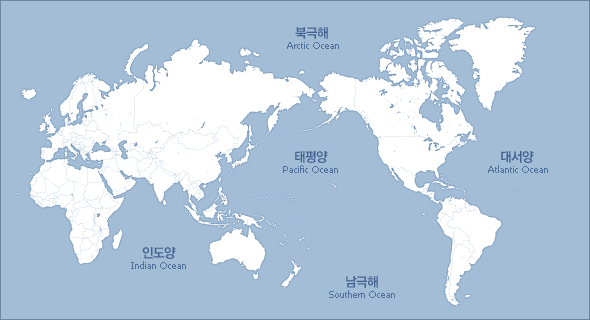 북극해
Arctic Ocean
태평양
Pacific Ocean
대서양
Atlantic Ocean
인도양
Indian Ocean
남극해
Southern Ocean